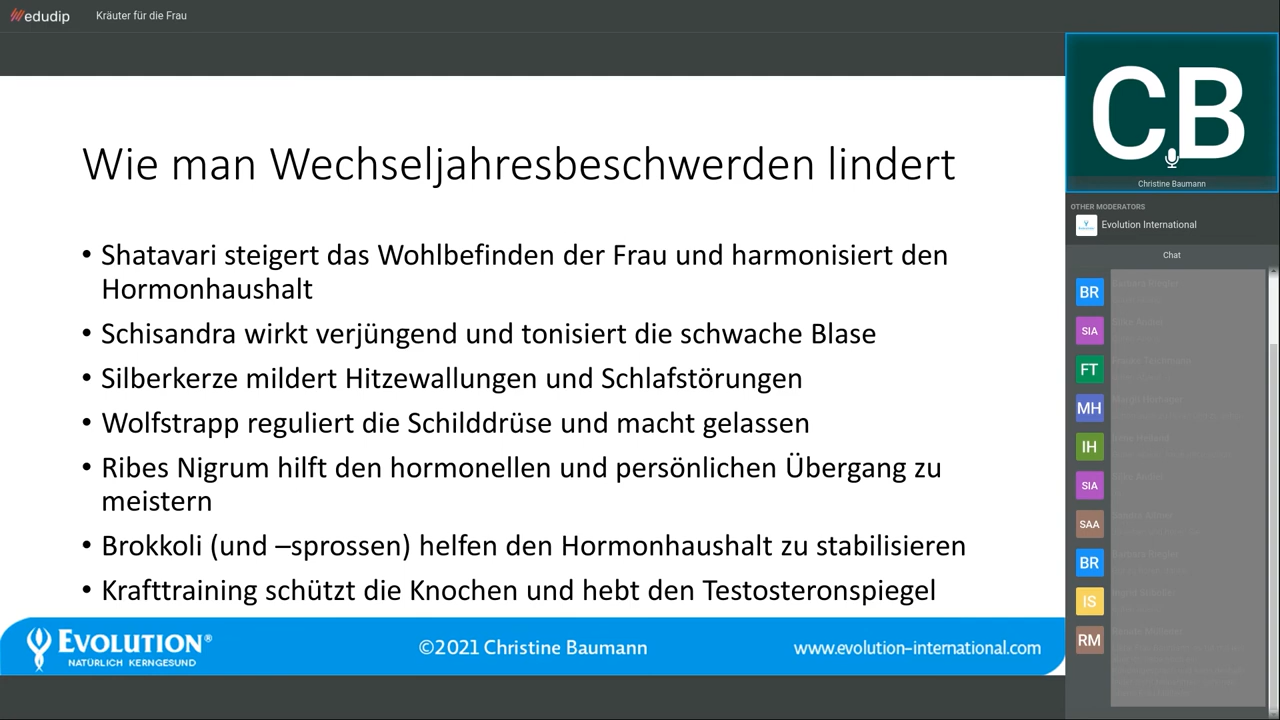 edudip
Kräuter für die Frau
Wie man Wechseljahresbeschwerden lindert
• Shatavari steigert das Wohlbefinden der Frau und harmonisiert den
Hormonhaushalt
• Schisandra wirkt verjüngend und tonisiert die schwache Blase
• Silberkerze mildert Hitzewallungen und Schlafstörungen
• Wolfstrapp reguliert die Schilddrüse und macht gelassen
• Ribes Nigrum hilft den hormonellen und persönlichen Übergang zu
meistern
• Brokkoli (und –sprossen) helfen den Hormonhaushalt zu stabilisieren
• Krafttraining schützt die Knochen und hebt den Testosteronspiegel
EVOLUTION®
NATÜRLICH KERNGESUND
©2021 Christine Baumann
www.evolution-international.com
CB
Christine Baumann
OTHER MODERATORS
Evolution International
Chat
BR
SIA
FT
MH
IH
SIA
SAA
BR
IS
RM